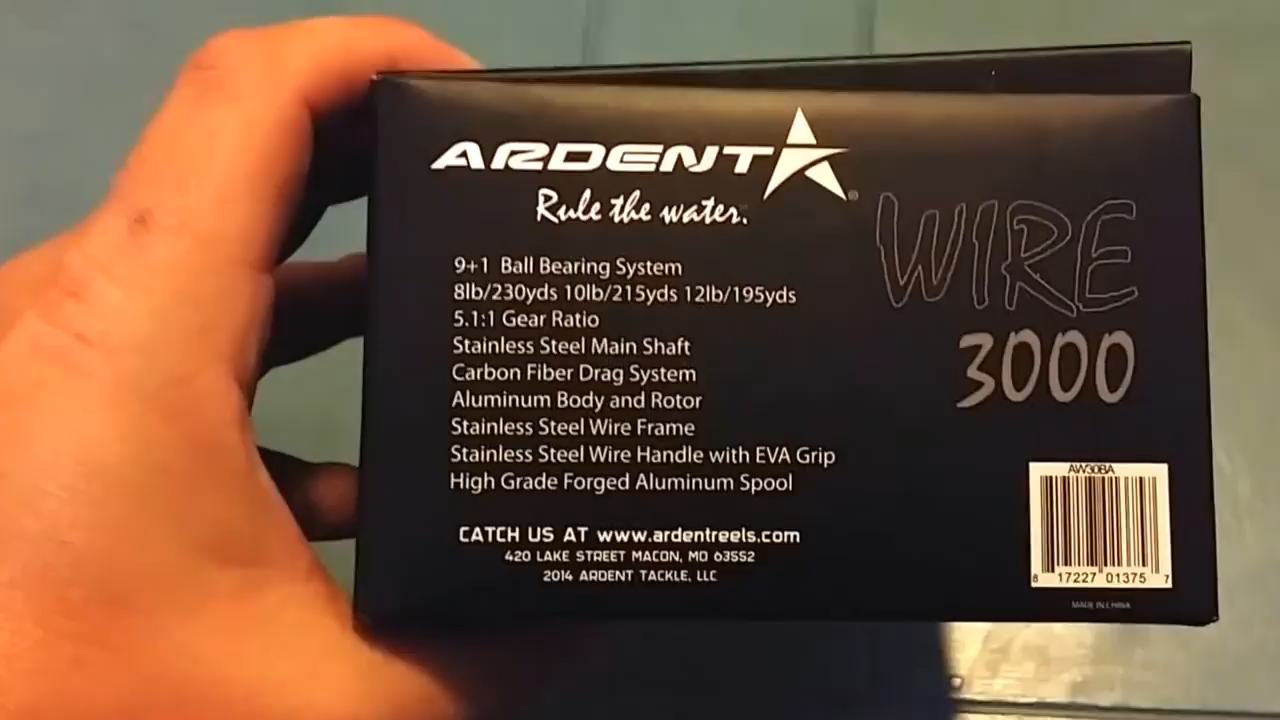 ARDENT
Rule the water.
WIRE
3000
9+1 Ball Bearing System
8lb/230yds 10lb/215yds 12lb/195yds
5.1:1 Gear Ratio
Stainless Steel Main Shaft
Carbon Fiber Drag System
Aluminum Body and Rotor
Stainless Steel Wire Frame
Stainless Steel Wire Handle with EVA Grip
High Grade Forged Aluminum Spool
CATCH US AT www.ardentreels.com
420 LAKE STREET MACON, MO 63552
2014 ARDENT TACKLE, LLC
AW30BA
8 17227 01375 7
MADE IN CHINA